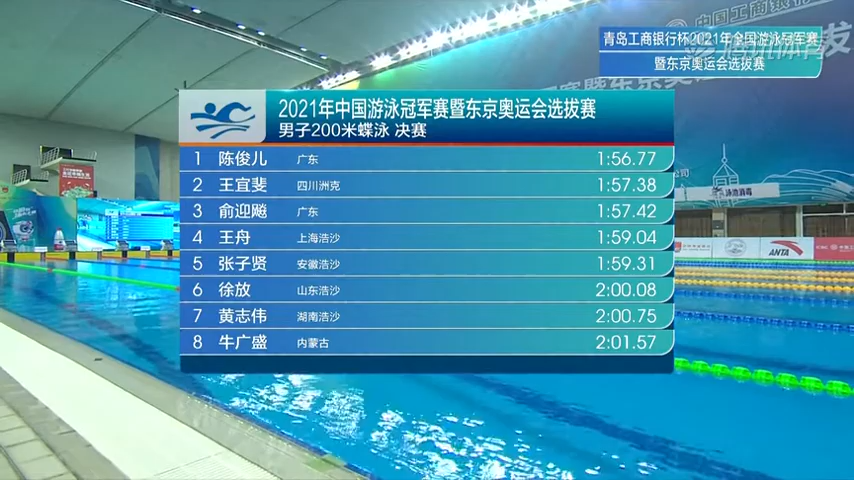 青岛工商银行杯2021年全国游泳冠军赛
暨东京奥运会选拔赛
2021年中国游泳冠军赛暨东京奥运会选拔赛
男子200米蝶泳 决赛
1 陈俊儿 广东 1:56.77
2 王宜斐 四川洲克 1:57.38
3 俞迎飚 广东 1:57.42
4 王舟 上海浩沙 1:59.04
5 张子贤 安徽浩沙 1:59.31
6 徐放 山东浩沙 2:00.08
7 黄志伟 湖南浩沙 2:00.75
8 牛广盛 内蒙古 2:01.57
ANTA